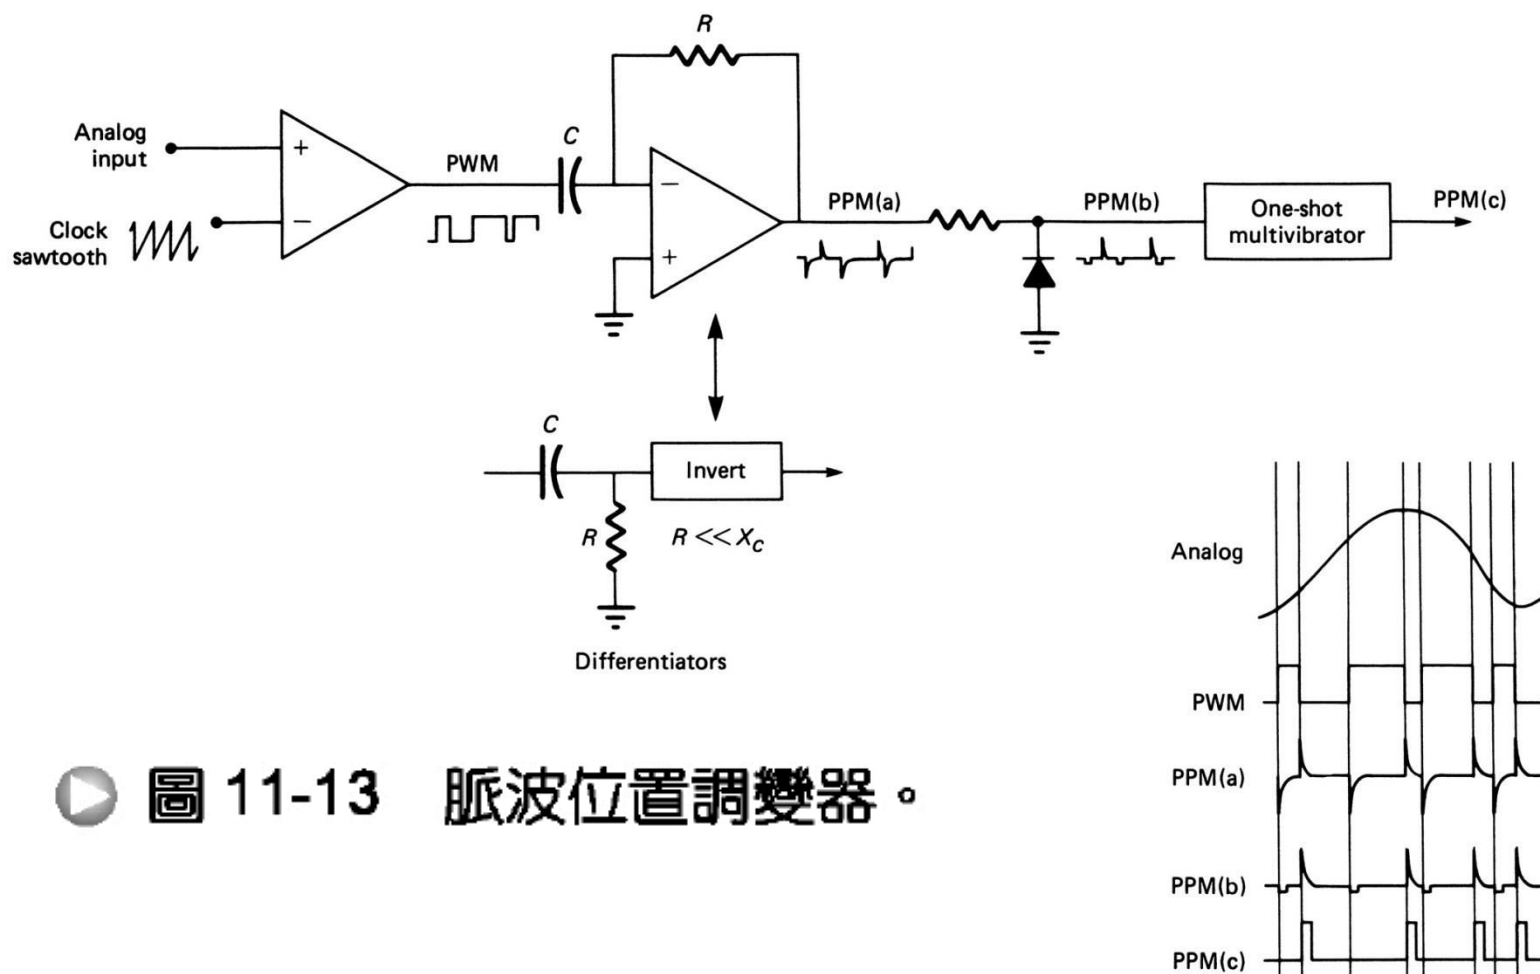 R
Analog
input
+
−
Clock
sawtooth
PWM
C
−
+
PPM(a)
PPM(b)
One-shot
multivibrator
PPM(c)
C
Invert
R
R << Xc
Differentiators
Analog
PWM
PPM(a)
PPM(b)
PPM(c)
圖 11-13 脈波位置調變器。